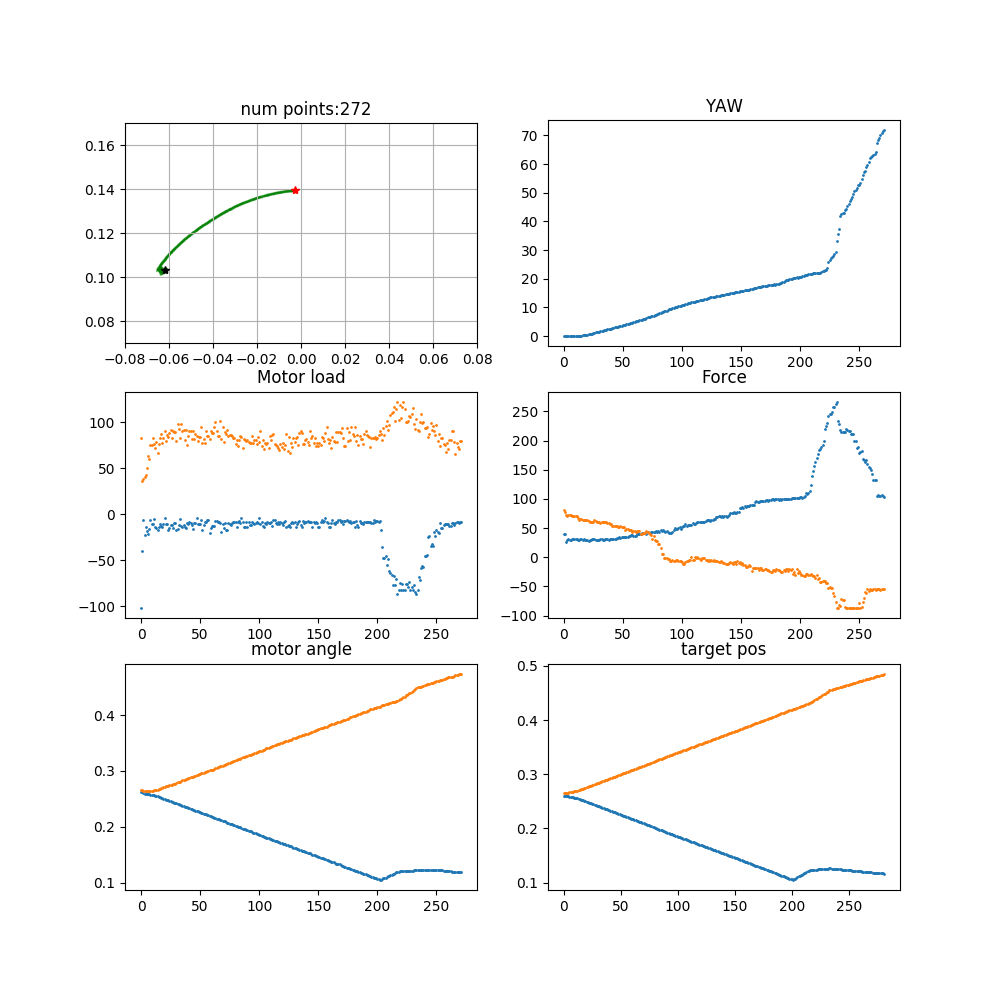 num points:272
YAW
0.16
0.14
0.12
0.10
0.08
−0.08 −0.06 −0.04 −0.02 0.00 0.02 0.04 0.06 0.08
70
60
50
40
30
20
10
0
0 50 100 150 200 250
Motor load
Force
100
50
0
−50
−100
0 50 100 150 200 250
250
200
150
100
50
0
−50
−100
0 50 100 150 200 250
motor angle
target pos
0.4
0.3
0.2
0.1
0 50 100 150 200 250
0.5
0.4
0.3
0.2
0.1
0 50 100 150 200 250